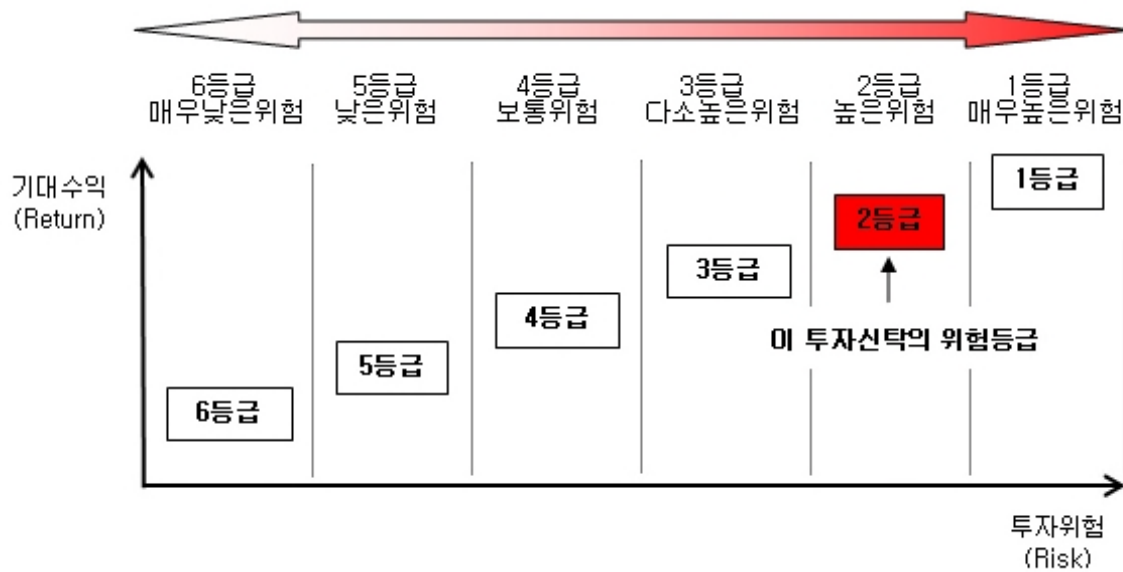 6등급
매우낮은위험
5등급
낮은위험
4등급
보통위험
3등급
다소높은위험
2등급
높은위험
1등급
매우높은위험
기대수익
(Return)
1등급
2등급
3등급
4등급
이 투자신탁의 위험등급
5등급
6등급
투자위험
(Risk)